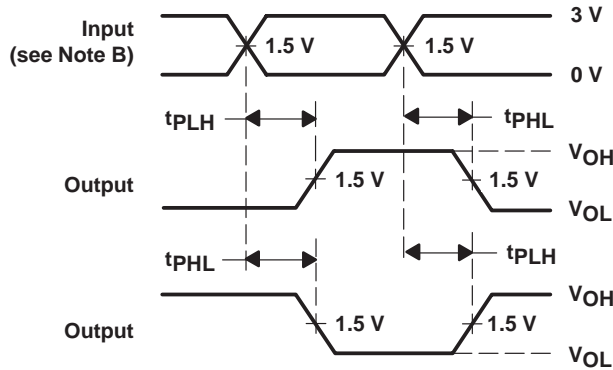 Input
(see Note B)
1.5 V
1.5 V
3 V
0 V
tPLH
tPHL
Output
1.5 V
1.5 V
VOH
VOL
tPHL
tPLH
Output
1.5 V
1.5 V
VOH
VOL